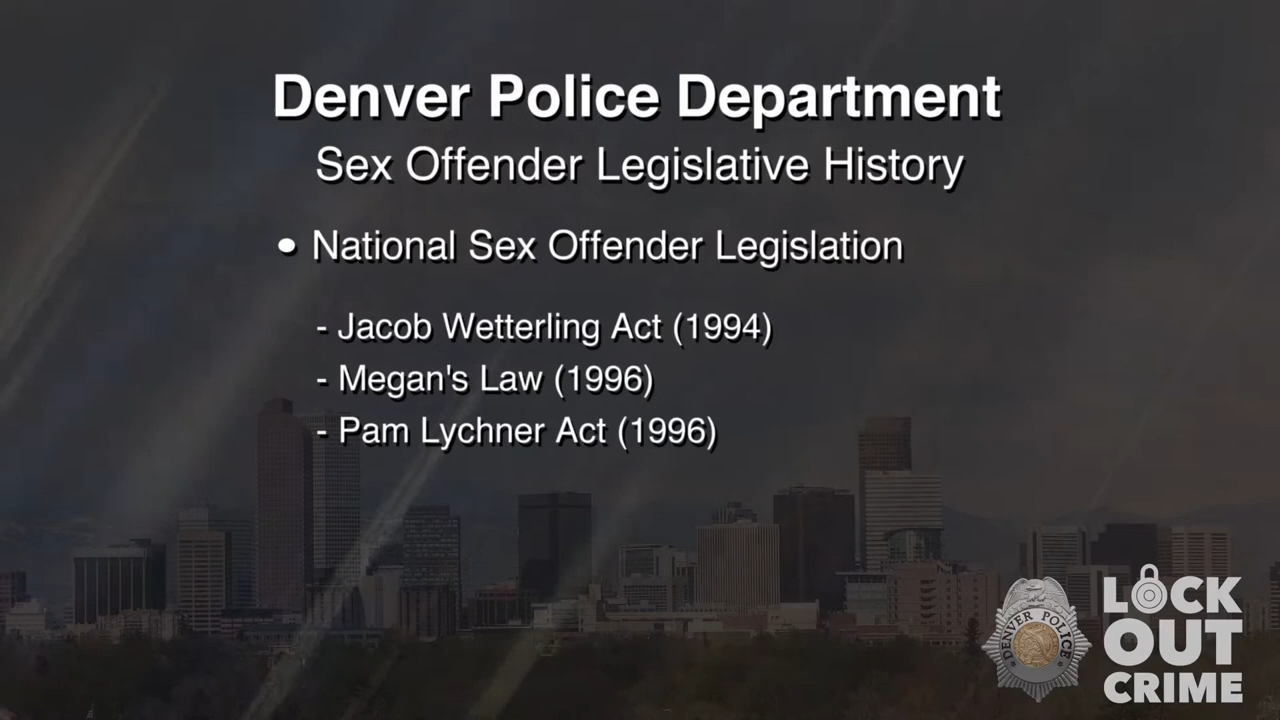 Denver Police Department
Sex Offender Legislative History
• National Sex Offender Legislation
- Jacob Wetterling Act (1994)
- Megan's Law (1996)
- Pam Lychner Act (1996)
DENVER POLICE
LOCK
OUT
CRIME